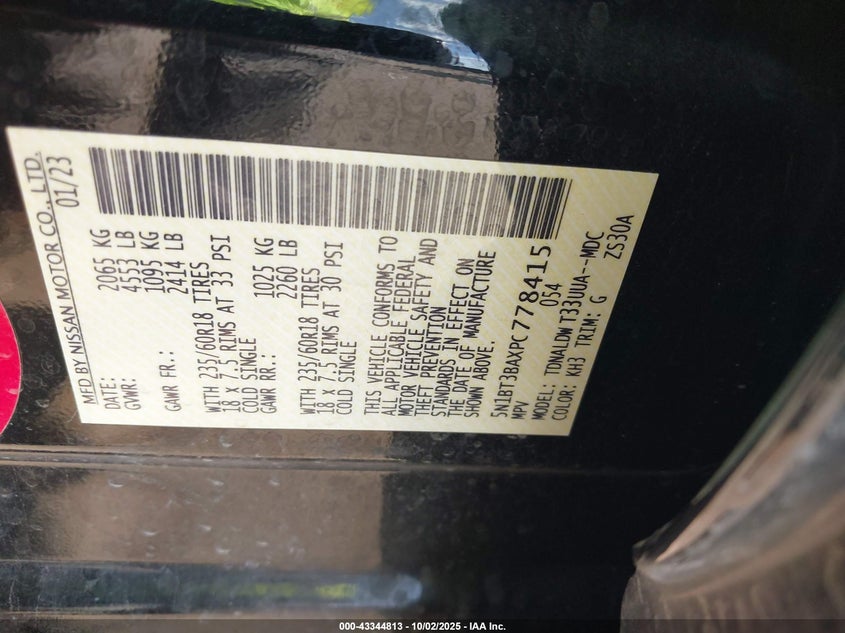 MFD BY NISSAN MOTOR CO., LTD.
DATE: 01/23
GVWR: 2065 KG
4553 LB
GAWR FR.: 1095 KG
2414 LB
WITH 235/60R18 TIRES
18 x 7.5 RIMS AT 33 PSI
COLD SINGLE
GAWR RR.: 1025 KG
2260 LB
WITH 235/60R18 TIRES
18 x 7.5 RIMS AT 30 PSI
COLD SINGLE
THIS VEHICLE CONFORMS TO
ALL APPLICABLE FEDERAL
MOTOR VEHICLE SAFETY AND
THEFT PREVENTION
STANDARDS IN EFFECT ON
THE DATE OF MANUFACTURE
SHOWN ABOVE.
5N1BT3BAXPC778415
MPV 054
MODEL: TDNALDW T33UUA--MDC
COLOR: KH3 TRIM: G ZS30A
000-43344813 - 10/02/2025 - IAA Inc.